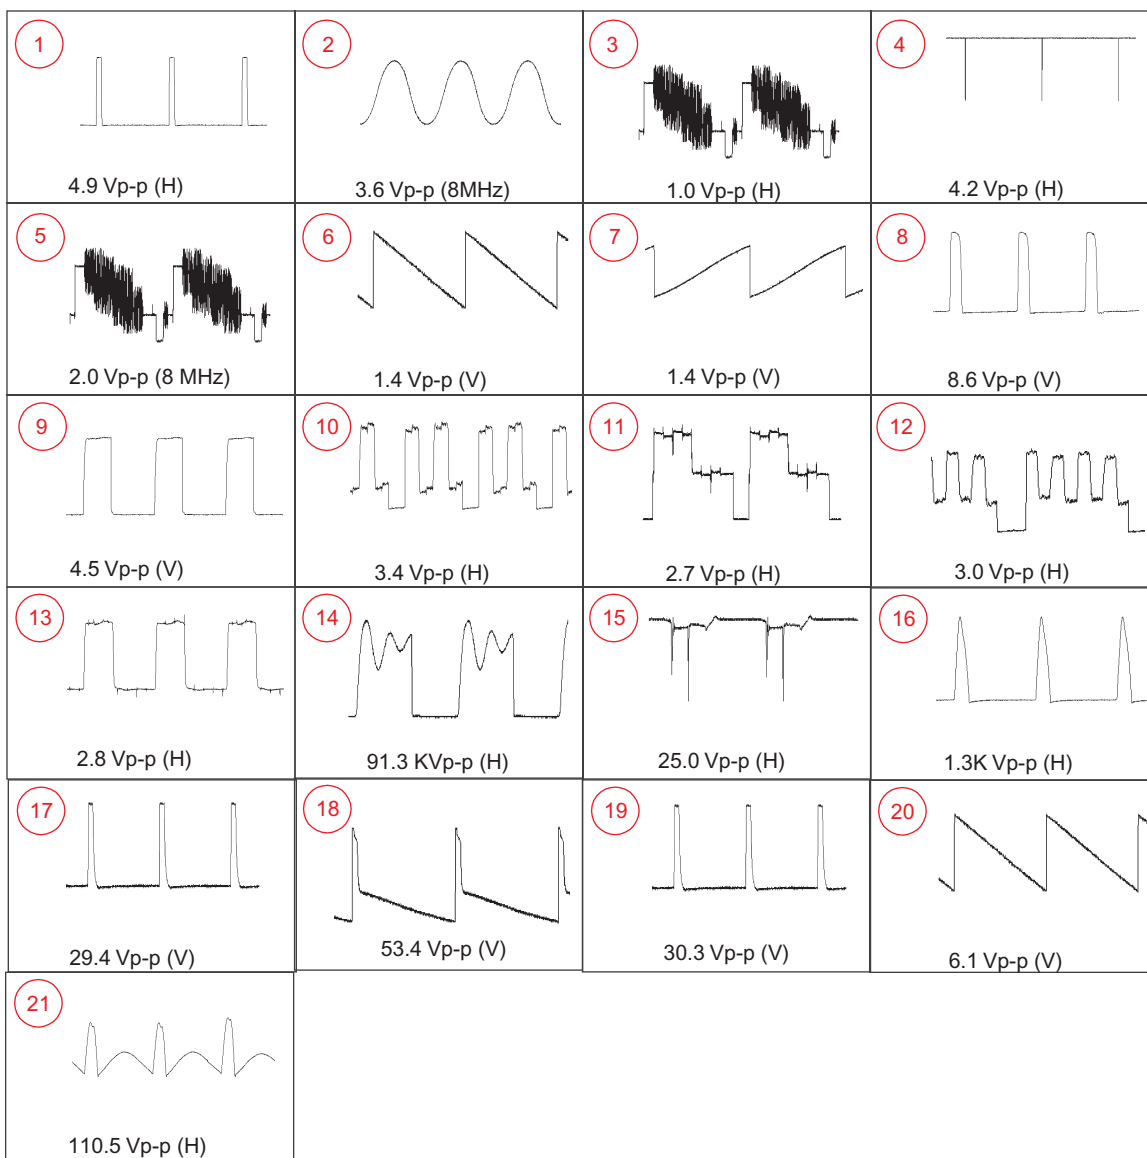 1
4.9 Vp-p (H)
2
3.6 Vp-p (8MHz)
3
1.0 Vp-p (H)
4
4.2 Vp-p (H)
5
2.0 Vp-p (8 MHz)
6
1.4 Vp-p (V)
7
1.4 Vp-p (V)
8
8.6 Vp-p (V)
9
4.5 Vp-p (V)
10
3.4 Vp-p (H)
11
2.7 Vp-p (H)
12
3.0 Vp-p (H)
13
2.8 Vp-p (H)
14
91.3 KVp-p (H)
15
25.0 Vp-p (H)
16
1.3K Vp-p (H)
17
29.4 Vp-p (V)
18
53.4 Vp-p (V)
19
30.3 Vp-p (V)
20
6.1 Vp-p (V)
21
110.5 Vp-p (H)